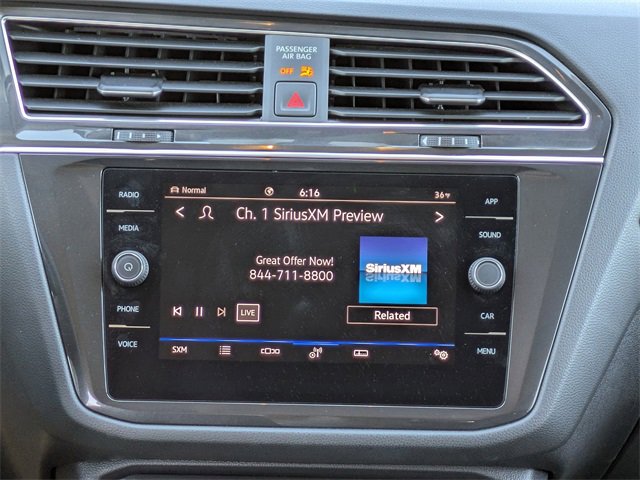 PASSENGER
AIR BAG
OFF
RADIO
MEDIA
PHONE
VOICE
Normal
6:16
36°F
Ch. 1 SiriusXM Preview
Great Offer Now!
844-711-8800
SiriusXM
LIVE
Related
SXM
APP
SOUND
CAR
MENU